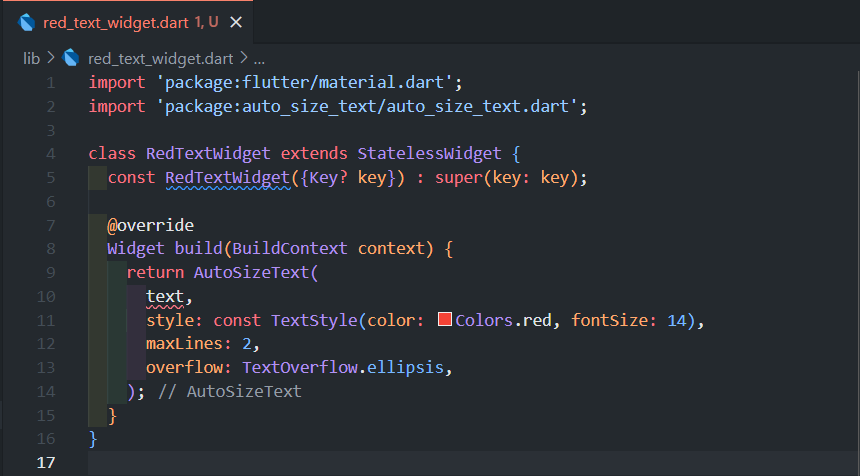 red_text_widget.dart 1, U
lib > red_text_widget.dart > ...
1 import 'package:flutter/material.dart';
2 import 'package:auto_size_text/auto_size_text.dart';
3
4 class RedTextWidget extends StatelessWidget {
5   const RedTextWidget({Key? key}) : super(key: key);
6
7   @override
8   Widget build(BuildContext context) {
9     return AutoSizeText(
10       text,
11       style: const TextStyle(color: Colors.red, fontSize: 14),
12       maxLines: 2,
13       overflow: TextOverflow.ellipsis,
14     ); // AutoSizeText
15   }
16 }
17